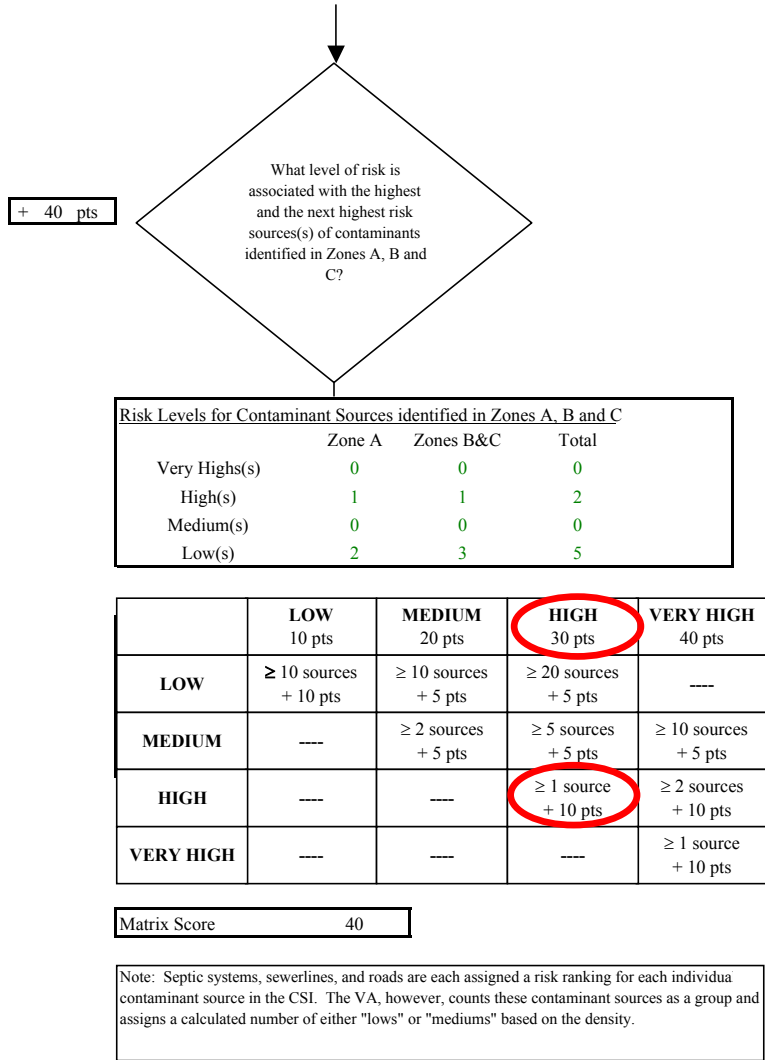 What level of risk is
associated with the highest
and the next highest risk
sources(s) of contaminants
identified in Zones A, B and
C?
+ 40 pts
Risk Levels for Contaminant Sources identified in Zones A, B and C
Zone A Zones B&C Total
Very Highs(s) 0 0 0
High(s) 1 1 2
Medium(s) 0 0 0
Low(s) 2 3 5
LOW MEDIUM HIGH VERY HIGH
10 pts 20 pts 30 pts 40 pts
LOW ≥ 10 sources + 10 pts ≥ 10 sources + 5 pts ≥ 20 sources + 5 pts ----
MEDIUM ---- ≥ 2 sources + 5 pts ≥ 5 sources + 5 pts ≥ 10 sources + 5 pts
HIGH ---- ---- ≥ 1 source + 10 pts ≥ 2 sources + 10 pts
VERY HIGH ---- ---- ---- ≥ 1 source + 10 pts
Matrix Score 40
Note: Septic systems, sewerlines, and roads are each assigned a risk ranking for each individua
contaminant source in the CSI. The VA, however, counts these contaminant sources as a group and
assigns a calculated number of either "lows" or "mediums" based on the density.